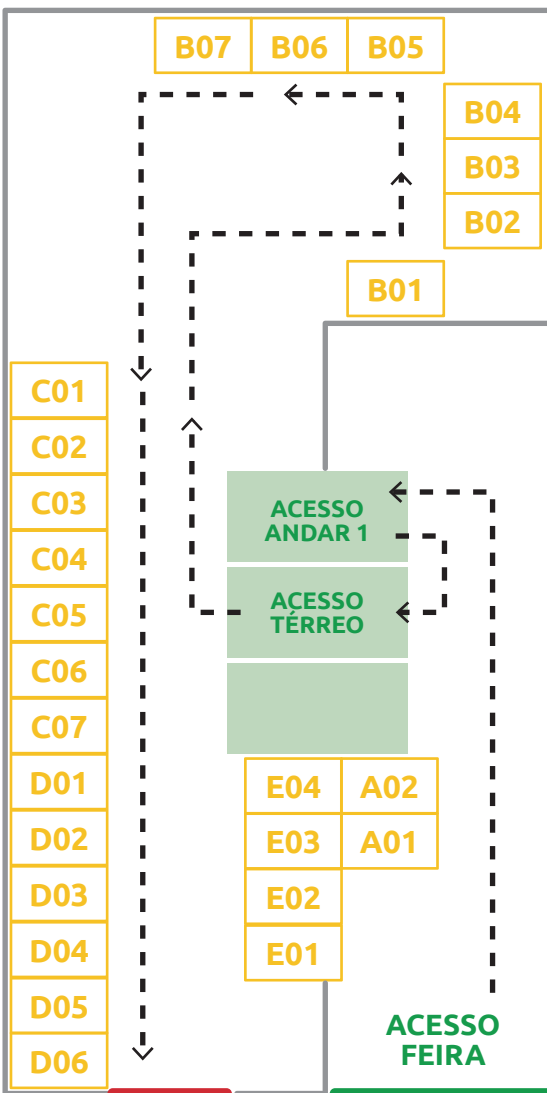 B07 B06 B05
B04
B03
B02
B01
C01
C02
C03
C04
C05
C06
C07
D01
D02
D03
D04
D05
D06
ACESSO
ANDAR 1
ACESSO
TÉRREO
E04 A02
E03 A01
E02
E01
ACESSO
FEIRA